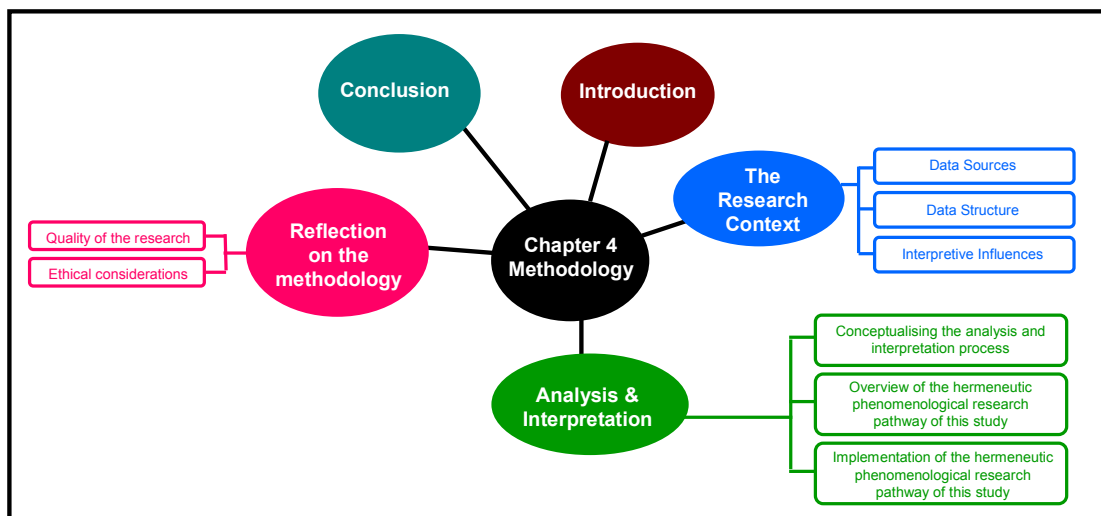 Conclusion
Introduction
The
Research
Context
Data Sources
Data Structure
Interpretive Influences
Chapter 4
Methodology
Reflection
on the
methodology
Quality of the research
Ethical considerations
Analysis &
Interpretation
Conceptualising the analysis and
interpretation process
Overview of the hermeneutic
phenomenological research
pathway of this study
Implementation of the hermeneutic
phenomenological research
pathway of this study